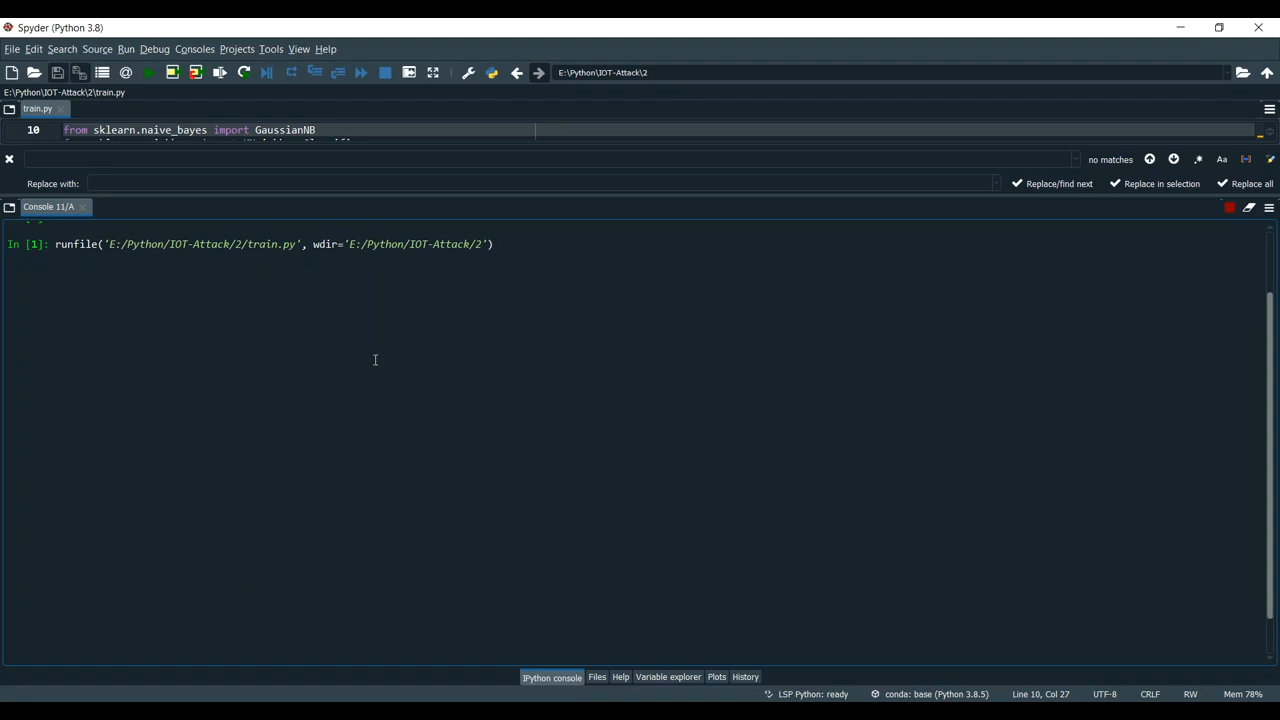 Spyder (Python 3.8)
File Edit Search Source Run Debug Consoles Projects Tools View Help
E:\Python\IOT-Attack\2
E:\Python\IOT-Attack\2\train.py
train.py
10 from sklearn.naive_bayes import GaussianNB
no matches Aa
Replace with: Replace/find next Replace in selection Replace all
Console 11/A
In [1]: runfile('E:/Python/IOT-Attack/2/train.py', wdir='E:/Python/IOT-Attack/2')
IPython console Files Help Variable explorer Plots History
LSP Python: ready conda: base (Python 3.8.5) Line 10, Col 27 UTF-8 CRLF RW Mem 78%